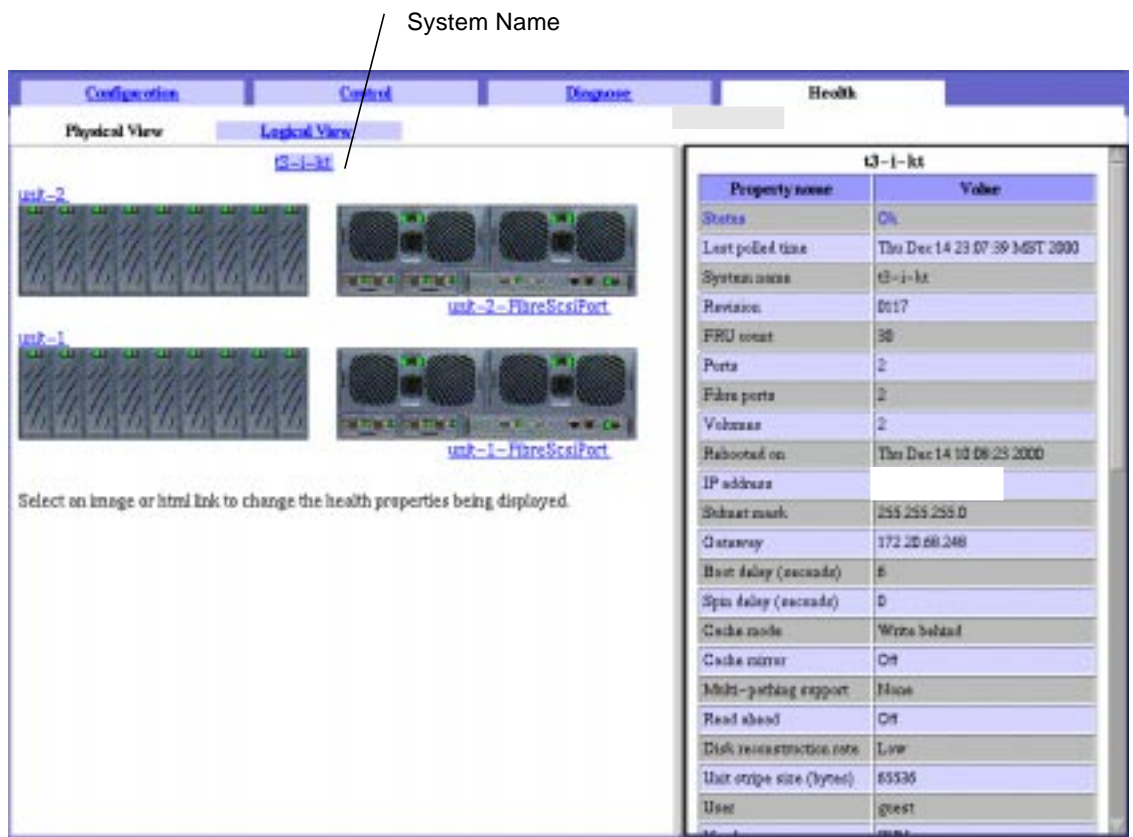 System Name
Configuration Control Diagnose Health
Physical View Logical View
t3-i-kt
unit-2
unit-2-FibreScsiPort
unit-1
unit-1-FibreScsiPort
Select an image or html link to change the health properties being displayed.
t3-i-kt
Property name Value
Status Ok
Last polled time Thu Dec 14 23:07:39 MST 2000
System name t3-i-kt
Revision 0117
FRU count 30
Ports 2
Fibre ports 2
Volumes 2
Rebooted on Thu Dec 14 10:08:23 2000
IP address
Subnet mask 255.255.255.0
Gateway 172.20.68.248
Boot delay (seconds) 6
Spin delay (seconds) 0
Cache mode Write behind
Cache mirror Off
Multi-pathing support None
Read ahead Off
Disk reconstruction rate Low
Unit stripe size (bytes) 65536
User guest